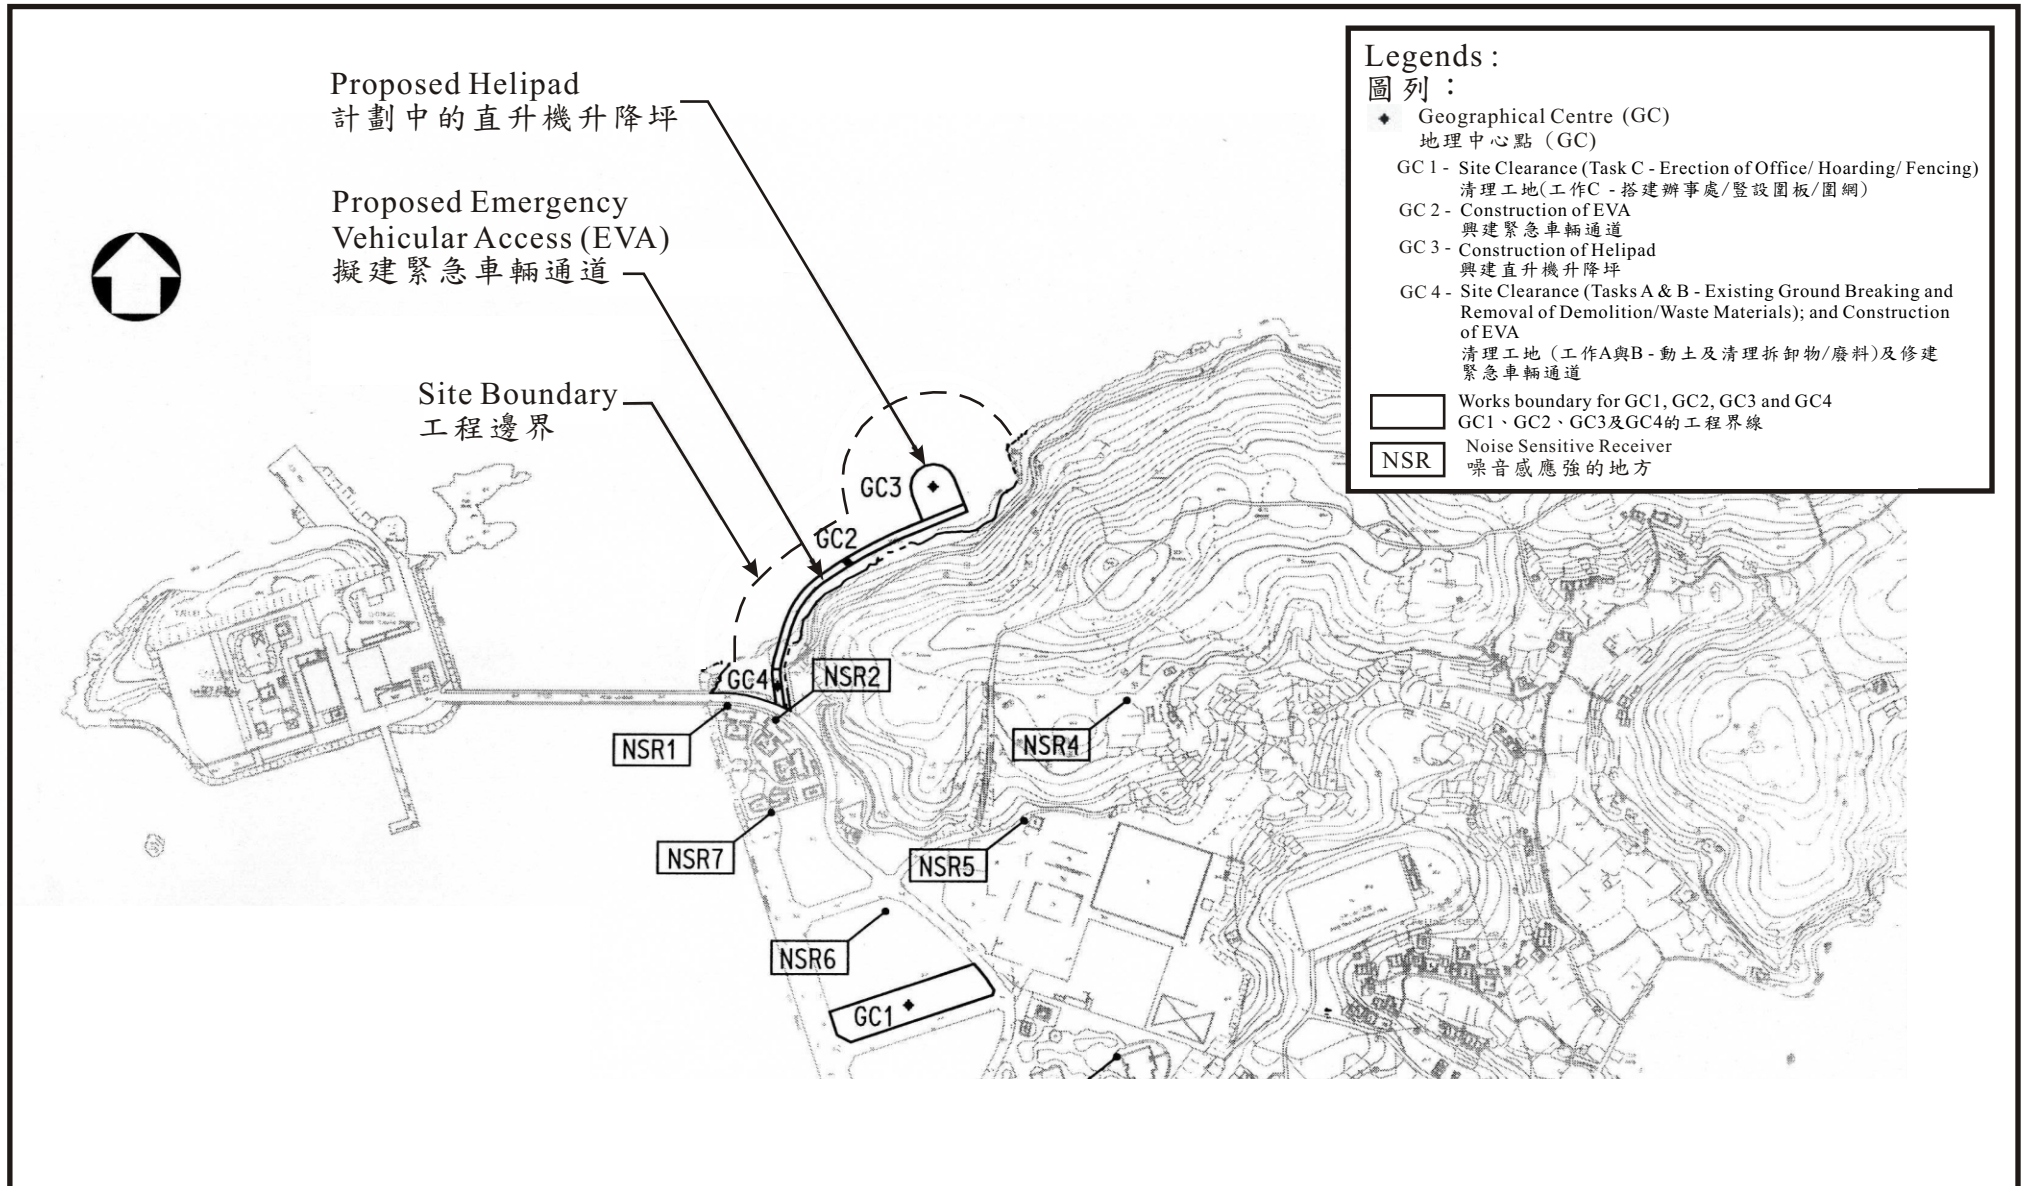 Proposed Helipad
計劃中的直升機升降坪
Proposed Emergency
Vehicular Access (EVA)
擬建緊急車輛通道
Site Boundary
工程邊界
Legends :
圖列：
Geographical Centre (GC)
地理中心點（GC）
GC 1 - Site Clearance (Task C - Erection of Office/ Hoarding/ Fencing)
清理工地(工作C - 搭建辦事處/豎設圍板/圍網)
GC 2 - Construction of EVA
興建緊急車輛通道
GC 3 - Construction of Helipad
興建直升機升降坪
GC 4 - Site Clearance (Tasks A & B - Existing Ground Breaking and
Removal of Demolition/Waste Materials); and Construction
of EVA
清理工地 (工作A與B - 動土及清理拆卸物/廢料)及修建
緊急車輛通道
Works boundary for GC1, GC2, GC3 and GC4
GC1、GC2、GC3及GC4的工程界線
NSR
Noise Sensitive Receiver
噪音感應強的地方
GC3
GC2
GC4
NSR2
NSR1
NSR4
NSR7
NSR5
NSR6
GC1